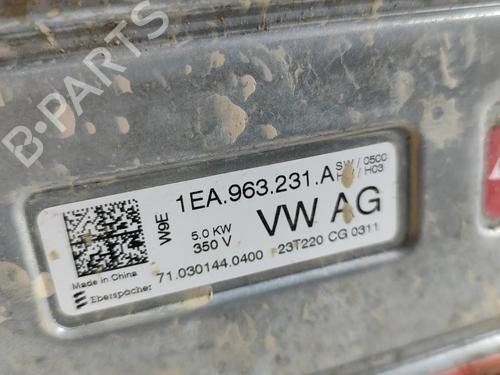 B-PARTS
1EA.963.231.A SW / 0500
HW / H03
W9E
5.0 KW
350 V
VW AG
Made in China
71.030144.0400 23T220 CG 0311
Eberspächer